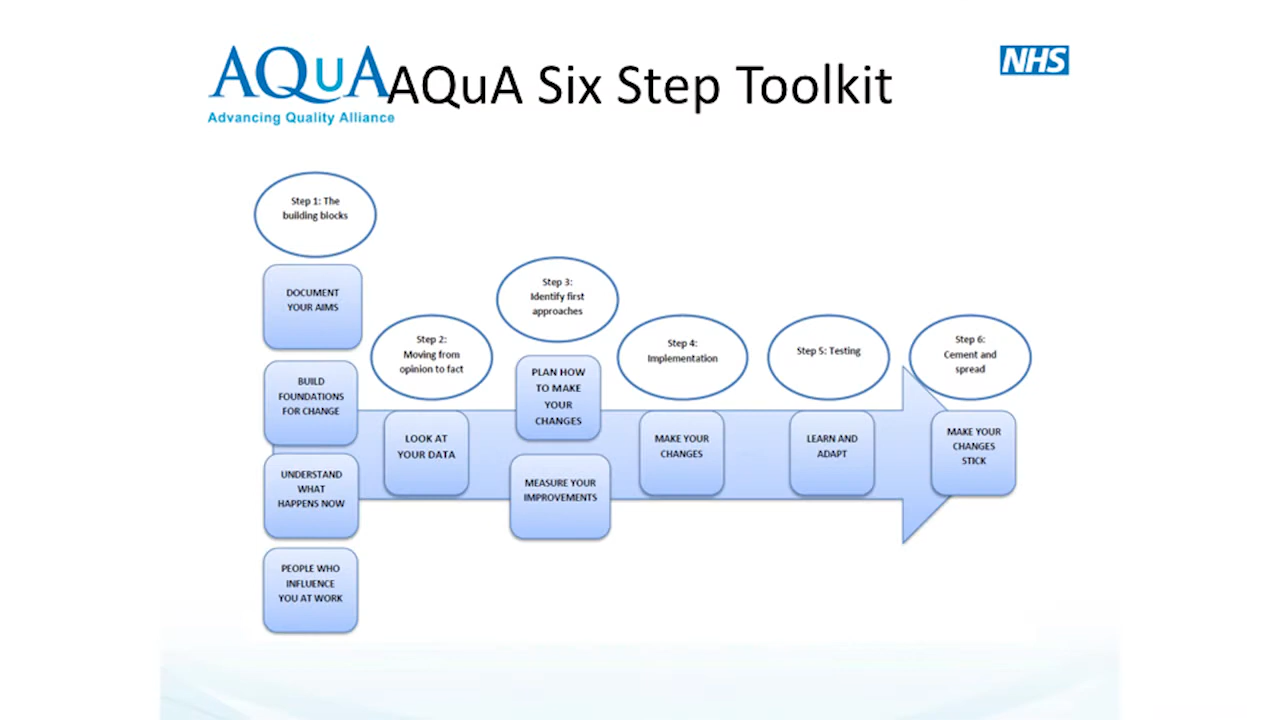 AQuA
Advancing Quality Alliance
AQuA Six Step Toolkit
NHS
Step 1: The
building blocks
DOCUMENT
YOUR AIMS
BUILD
FOUNDATIONS
FOR CHANGE
UNDERSTAND
WHAT
HAPPENS NOW
PEOPLE WHO
INFLUENCE
YOU AT WORK
Step 2:
Moving from
opinion to fact
LOOK AT
YOUR DATA
Step 3:
Identify first
approaches
PLAN HOW
TO MAKE
YOUR
CHANGES
MEASURE YOUR
IMPROVEMENTS
Step 4:
Implementation
MAKE YOUR
CHANGES
Step 5: Testing
LEARN AND
ADAPT
Step 6:
Cement and
spread
MAKE YOUR
CHANGES
STICK